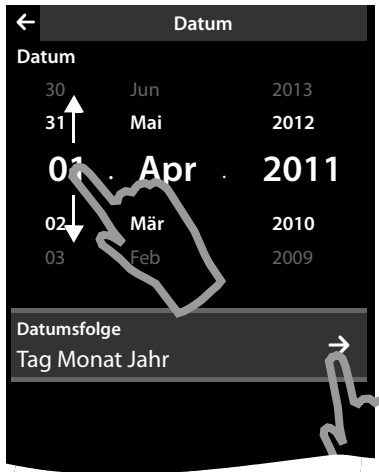 Datum
Datum
30 Jun 2013
31 Mai 2012
01 . Apr . 2011
02 Mär 2010
03 Feb 2009
Datumsfolge
Tag Monat Jahr